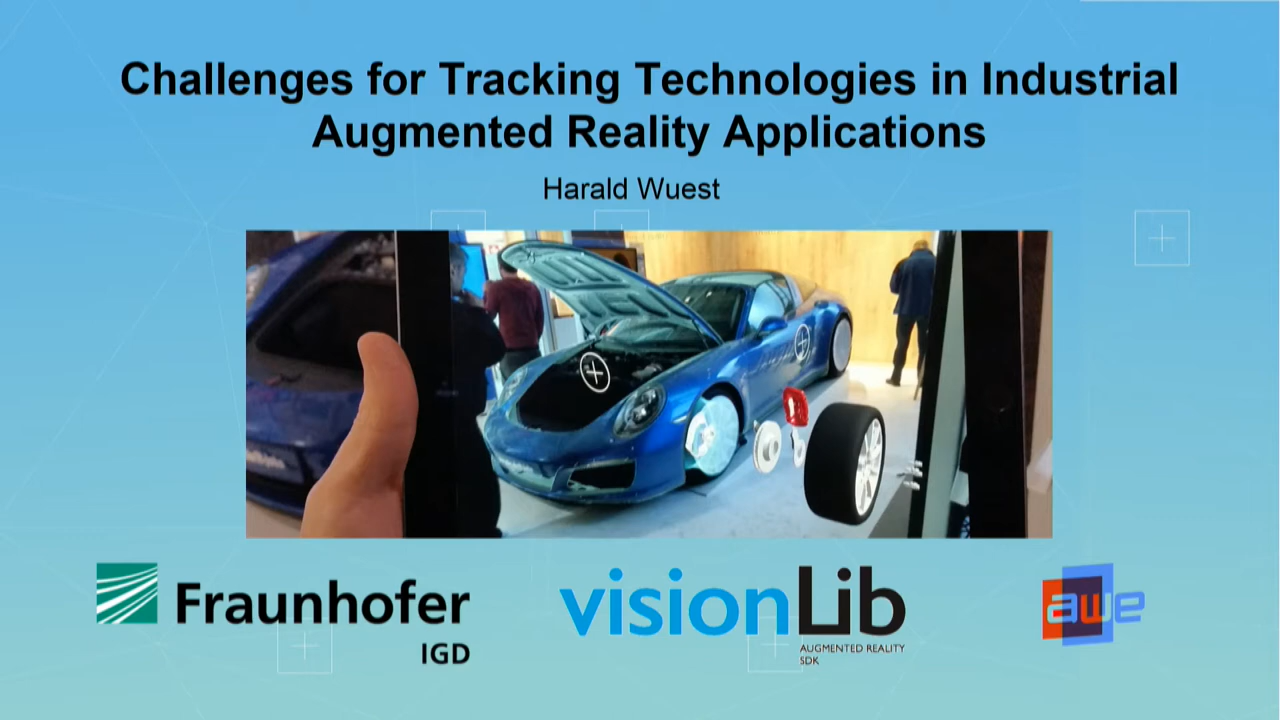 Challenges for Tracking Technologies in Industrial
Augmented Reality Applications
Harald Wuest
Fraunhofer
IGD
visionLib
AUGMENTED REALITY
SDK
awe